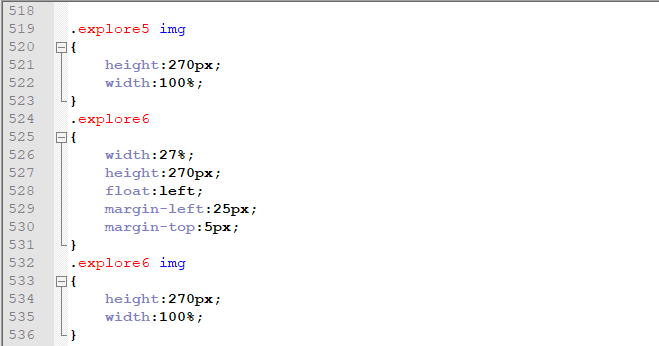 518
519 .explore5 img
520 {
521 height:270px;
522 width:100%;
523 }
524 .explore6
525 {
526 width:27%;
527 height:270px;
528 float:left;
529 margin-left:25px;
530 margin-top:5px;
531 }
532 .explore6 img
533 {
534 height:270px;
535 width:100%;
536 }